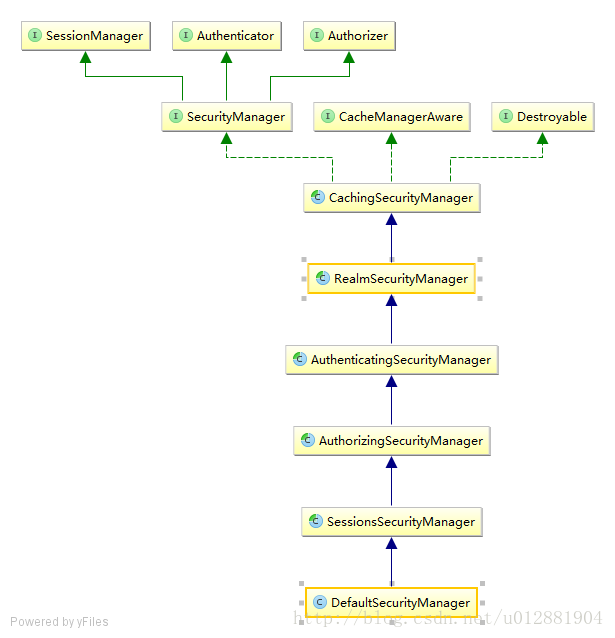 I SessionManager
I Authenticator
I Authorizer
I SecurityManager
I CacheManagerAware
I Destroyable
C CachingSecurityManager
C RealmSecurityManager
C AuthenticatingSecurityManager
C AuthorizingSecurityManager
C SessionsSecurityManager
C DefaultSecurityManager
Powered by yFiles
http://blog.csdn.net/u012881904